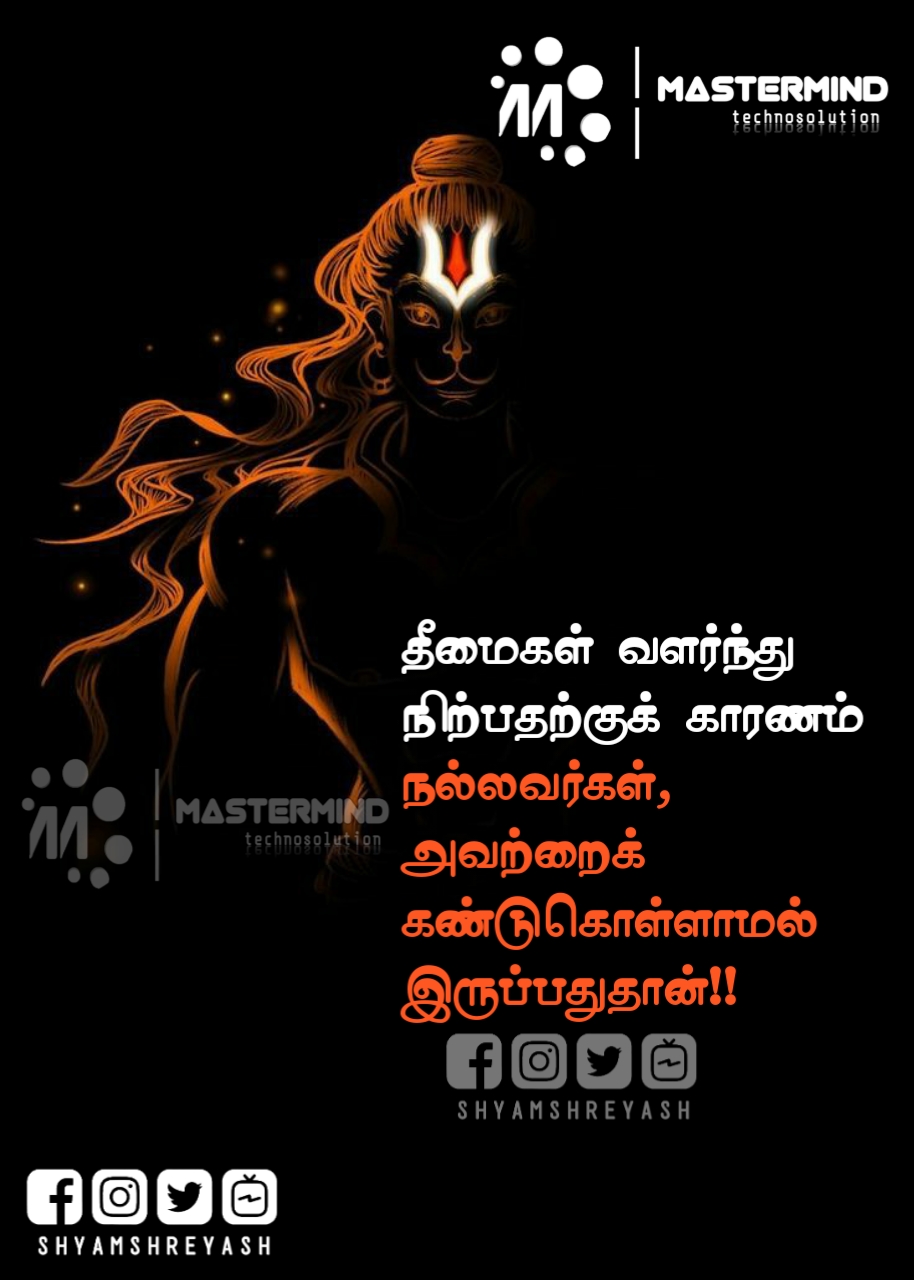 M
MASTERMIND
technosolution
தீமைகள் வளர்ந்து
நிற்பதற்குக் காரணம்
நல்லவர்கள்,
அவற்றைக்
கண்டுகொள்ளாமல்
இருப்பதுதான்!!
M
MASTERMIND
technosolution
SHYAMSHREYASH
SHYAMSHREYASH